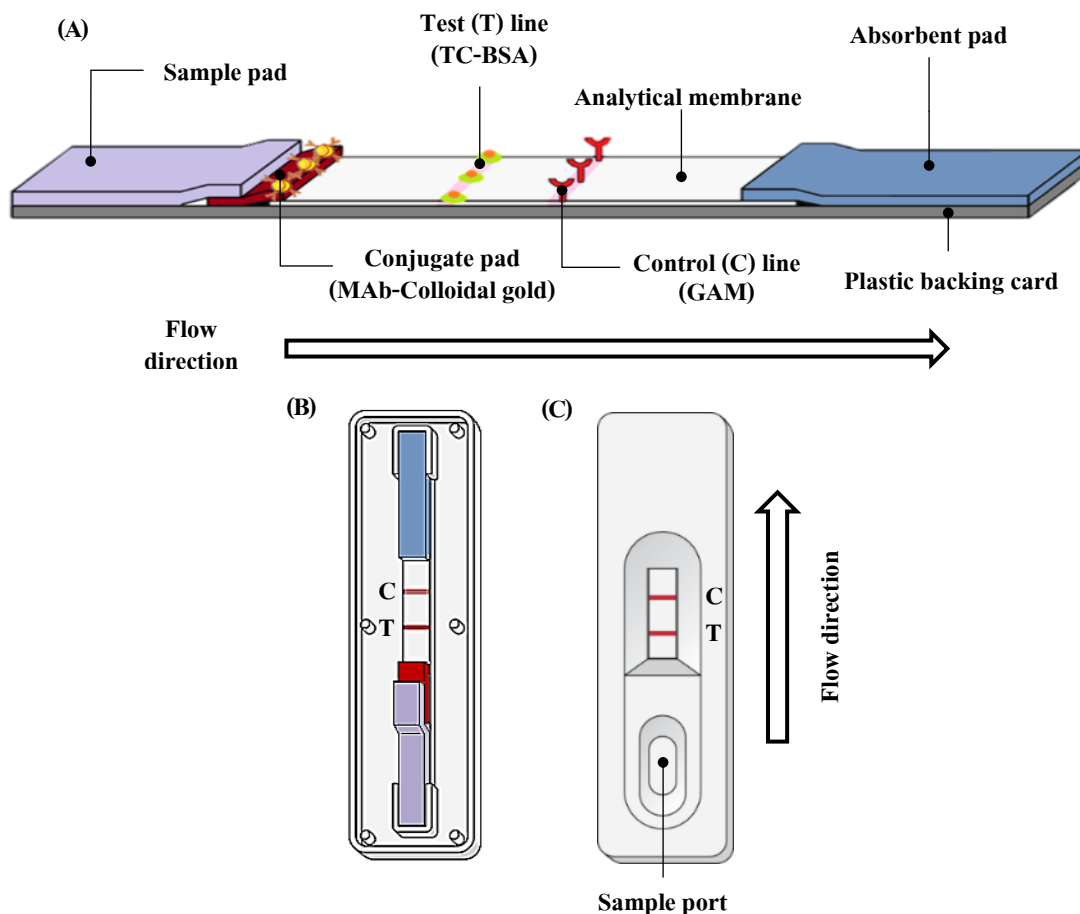 (A)
Test (T) line
(TC-BSA)
Absorbent pad
Sample pad
Analytical membrane
Conjugate pad
(MAb-Colloidal gold)
Control (C) line
(GAM)
Plastic backing card
Flow
direction
(B)
C
T
(C)
C
T
Flow direction
Sample port